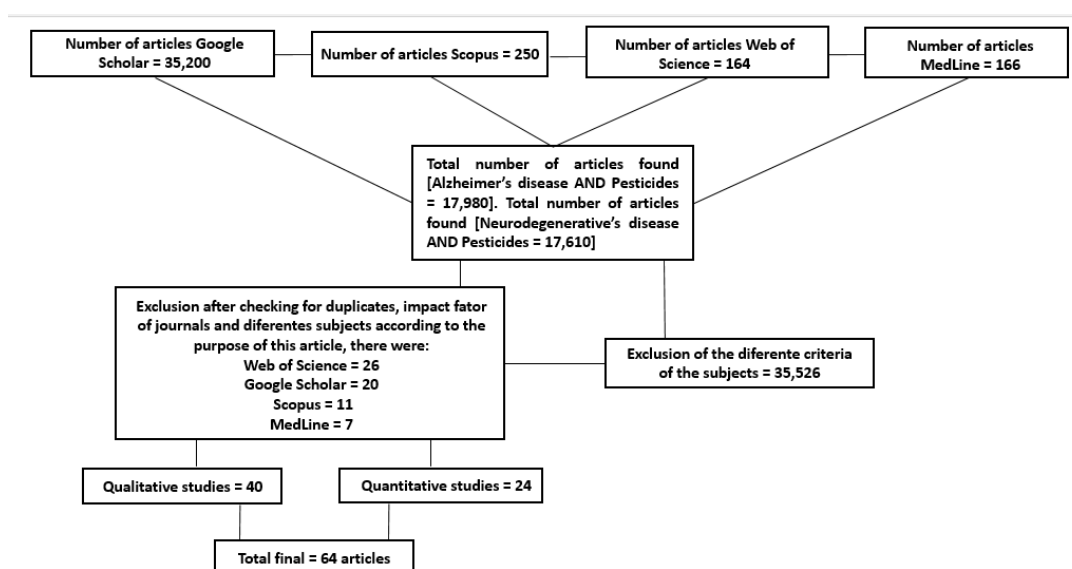 Number of articles Google
Scholar = 35,200
Number of articles Scopus = 250
Number of articles Web of
Science = 164
Number of articles
MedLine = 166
Total number of articles found
[Alzheimer's disease AND Pesticides
= 17,980]. Total number of articles
found [Neurodegenerative's disease
AND Pesticides = 17,610]
Exclusion after checking for duplicates, impact fator
of journals and diferentes subjects according to the
purpose of this article, there were:
Web of Science = 26
Google Scholar = 20
Scopus = 11
MedLine = 7
Exclusion of the diferente criteria
of the subjects = 35,526
Qualitative studies = 40
Quantitative studies = 24
Total final = 64 articles